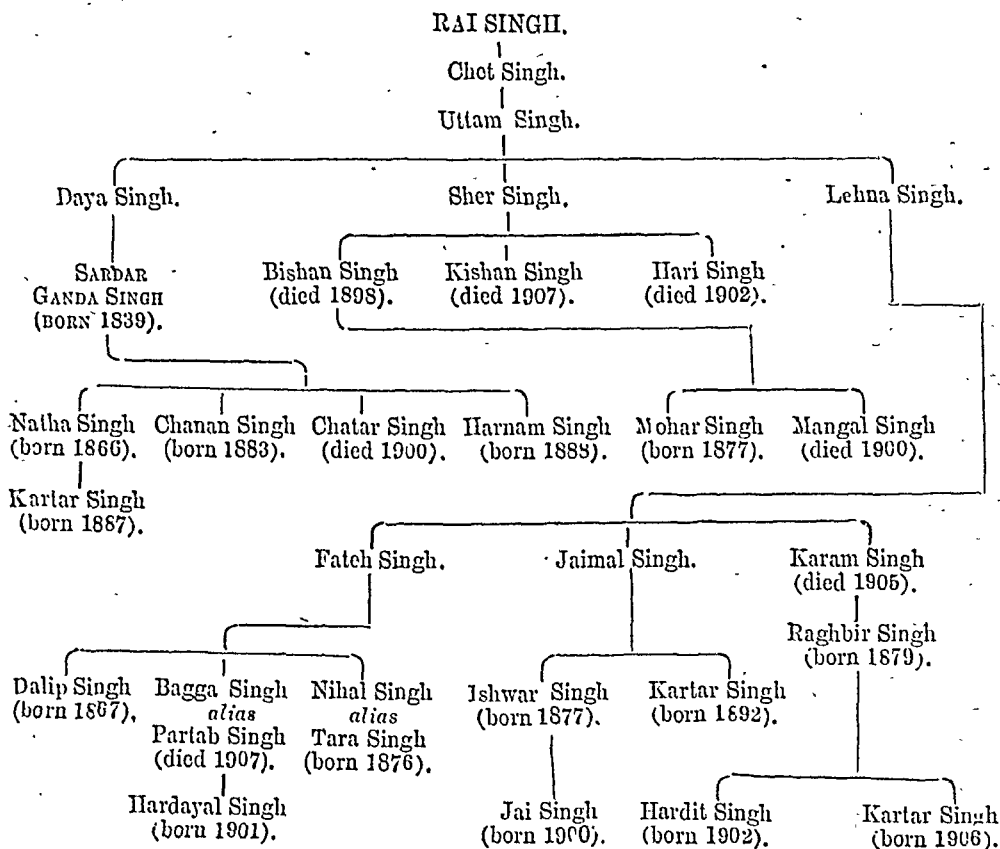 RAI SINGH.
Chet Singh.
Uttam Singh.
Daya Singh. Sher Singh. Lehna Singh.
SARDAR
GANDA SINGH
(BORN 1839).
Bishan Singh
(died 1898).
Kishan Singh
(died 1907).
Hari Singh
(died 1902).
Natha Singh
(born 1866).
Chanan Singh
(born 1883).
Chatar Singh
(died 1900).
Harnam Singh
(born 1888).
Mohar Singh
(born 1877).
Mangal Singh
(died 1900).
Kartar Singh
(born 1887).
Fateh Singh. Jaimal Singh.
Karam Singh
(died 1905).
Raghbir Singh
(born 1879).
Dalip Singh
(born 1867),
Bagga Singh
alias
Partab Singh
(died 1907).
Nihal Singh
alias
Tara Singh
(born 1876).
Ishwar Singh
(born 1877).
Kartar Singh
(born 1892).
Hardayal Singh
(born 1901).
Jai Singh
(born 1900).
Hardit Singh
(born 1902).
Kartar Singh
(born 1906).